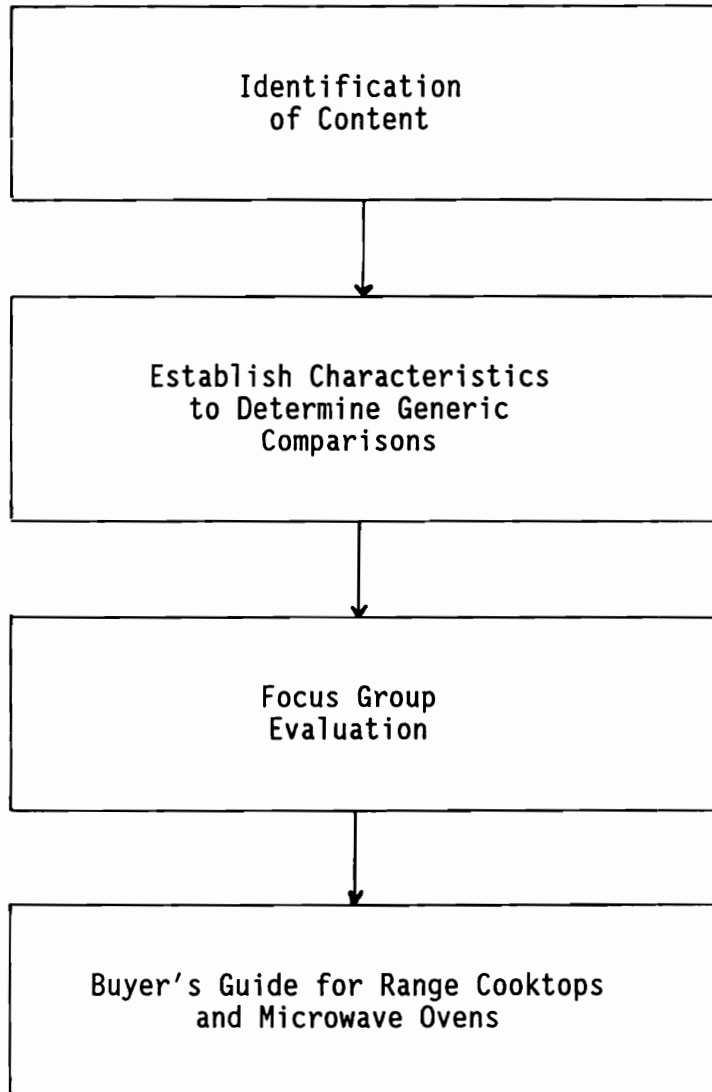 Identification
of Content
Establish Characteristics
to Determine Generic
Comparisons
Focus Group
Evaluation
Buyer's Guide for Range Cooktops
and Microwave Ovens